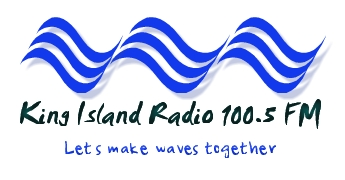 King Island Radio 100.5 FM
Lets make waves together